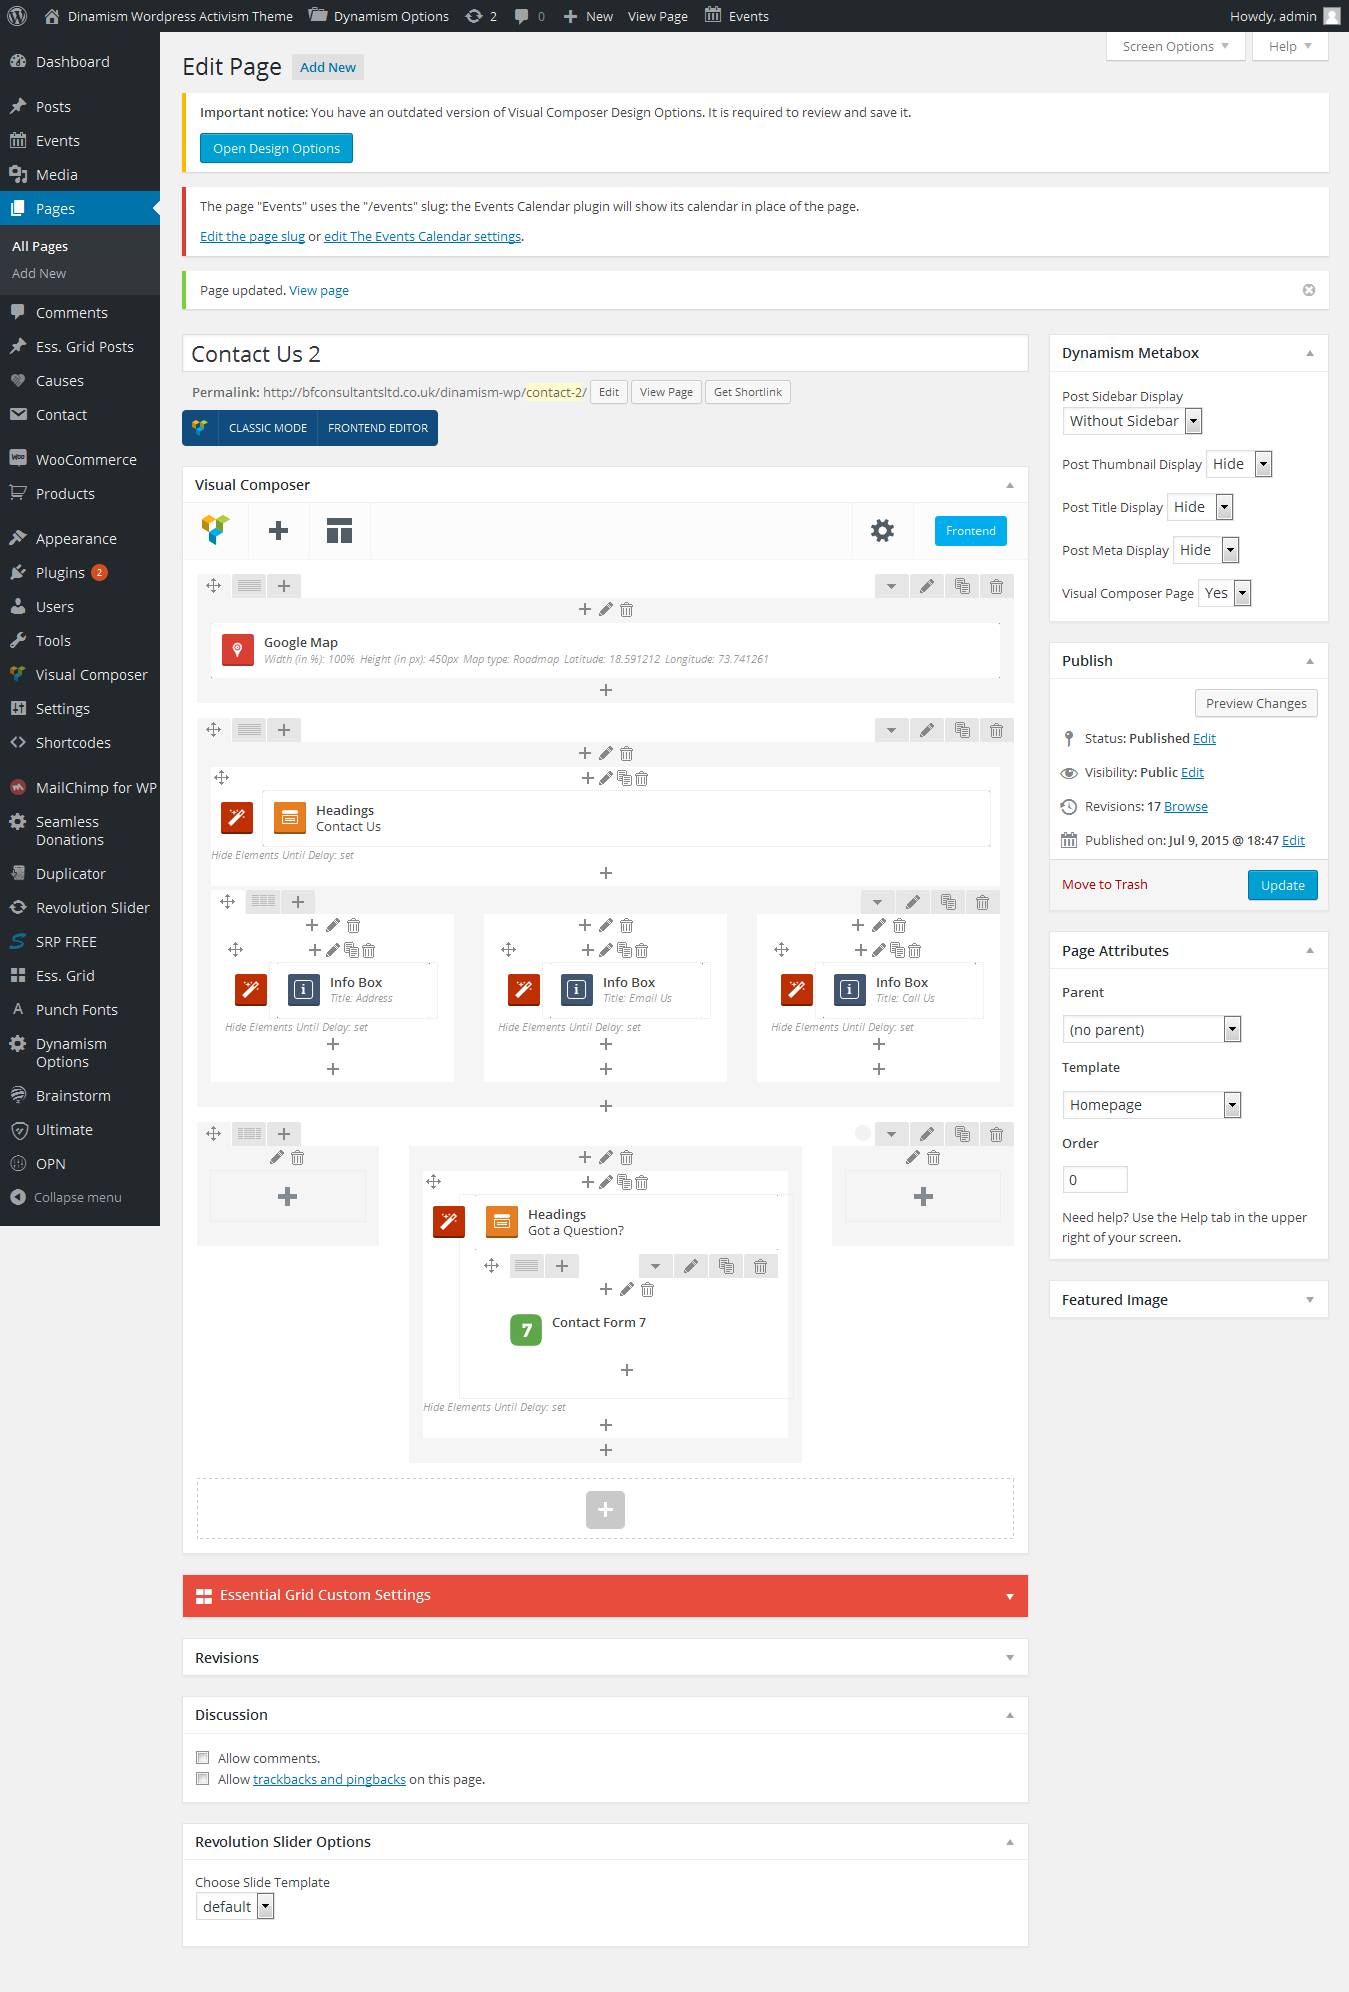 Dinamism Wordpress Activism Theme Dynamism Options 2 0 New View Page Events Howdy, admin
Dashboard
Posts
Events
Media
Pages
All Pages
Add New
Comments
Ess. Grid Posts
Causes
Contact
WooCommerce
Products
Appearance
Plugins 2
Users
Tools
Visual Composer
Settings
Shortcodes
MailChimp for WP
Seamless
Donations
Duplicator
Revolution Slider
SRP FREE
Ess. Grid
Punch Fonts
Dynamism
Options
Brainstorm
Ultimate
OPN
Collapse menu
Screen Options Help
Edit Page Add New
Important notice: You have an outdated version of Visual Composer Design Options. It is required to review and save it.
Open Design Options
The page "Events" uses the "/events" slug: the Events Calendar plugin will show its calendar in place of the page.
Edit the page slug or edit The Events Calendar settings.
Page updated. View page
Contact Us 2
Permalink: http://bfconsultantsltd.co.uk/dinamism-wp/contact-2/ Edit View Page Get Shortlink
CLASSIC MODE FRONTEND EDITOR
Visual Composer
Frontend
Google Map
Width (in %): 100% Height (in px): 450px Map type: Roadmap Latitude: 18.591212 Longitude: 73.741261
Headings
Contact Us
Hide Elements Until Delay: set
Info Box
Title: Address
Hide Elements Until Delay: set
Info Box
Title: Email Us
Hide Elements Until Delay: set
Info Box
Title: Call Us
Hide Elements Until Delay: set
Headings
Got a Question?
7 Contact Form 7
Hide Elements Until Delay: set
Essential Grid Custom Settings
Revisions
Discussion
Allow comments.
Allow trackbacks and pingbacks on this page.
Revolution Slider Options
Choose Slide Template
default
Dynamism Metabox
Post Sidebar Display
Without Sidebar
Post Thumbnail Display Hide
Post Title Display Hide
Post Meta Display Hide
Visual Composer Page Yes
Publish
Preview Changes
Status: Published Edit
Visibility: Public Edit
Revisions: 17 Browse
Published on: Jul 9, 2015 @ 18:47 Edit
Move to Trash Update
Page Attributes
Parent
(no parent)
Template
Homepage
Order
0
Need help? Use the Help tab in the upper
right of your screen.
Featured Image